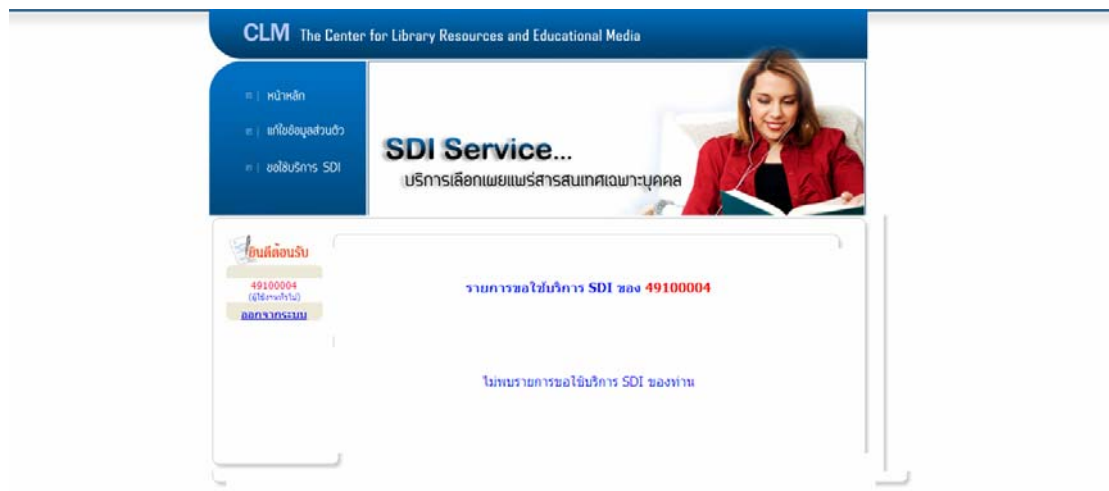 CLM The Center for Library Resources and Educational Media
หน้าหลัก
แก้ไขข้อมูลส่วนตัว
ขอใช้บริการ SDI
SDI Service...
บริการเลือกเผยแพร่สารสนเทศเฉพาะบุคคล
ยินดีต้อนรับ
49100004
(ผู้ใช้งานทั่วไป)
ออกจากระบบ
รายการขอใช้บริการ SDI ของ 49100004
ไม่พบรายการขอใช้บริการ SDI ของท่าน